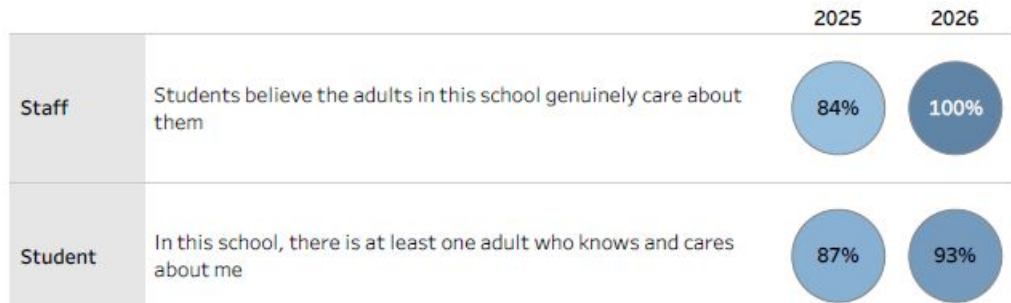 2025 2026
Staff
Students believe the adults in this school genuinely care about
them
84% 100%
Student
In this school, there is at least one adult who knows and cares
about me
87% 93%